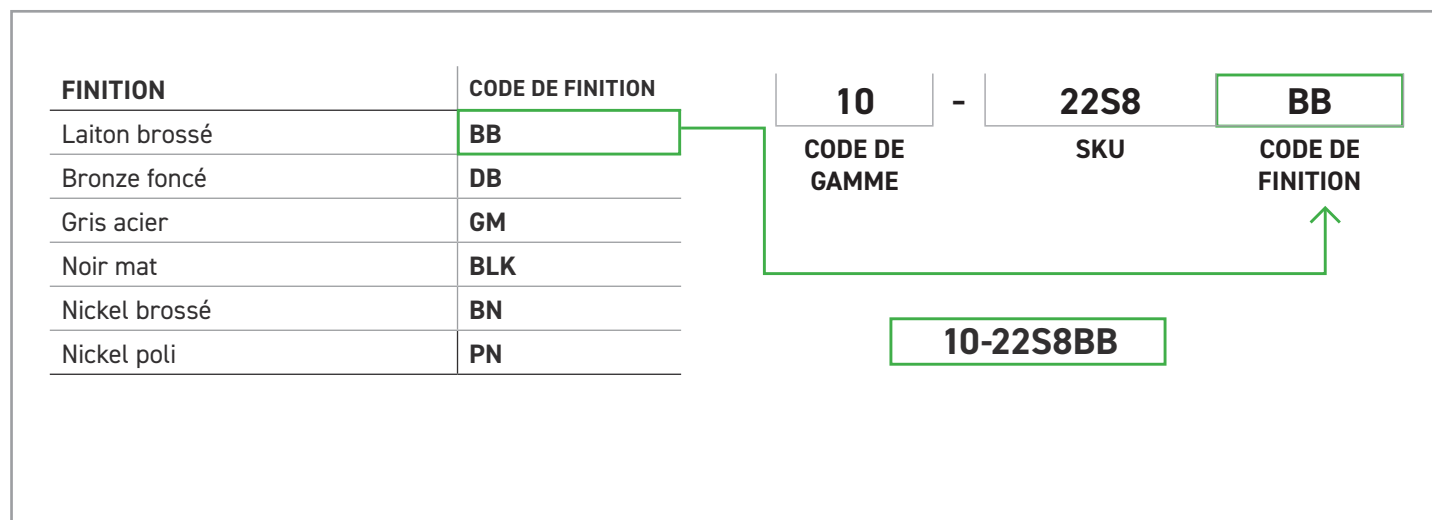 FINITION CODE DE FINITION
Laiton brossé BB
Bronze foncé DB
Gris acier GM
Noir mat BLK
Nickel brossé BN
Nickel poli PN
10 - 22S8 BB
CODE DE GAMME SKU CODE DE FINITION
10-22S8BB